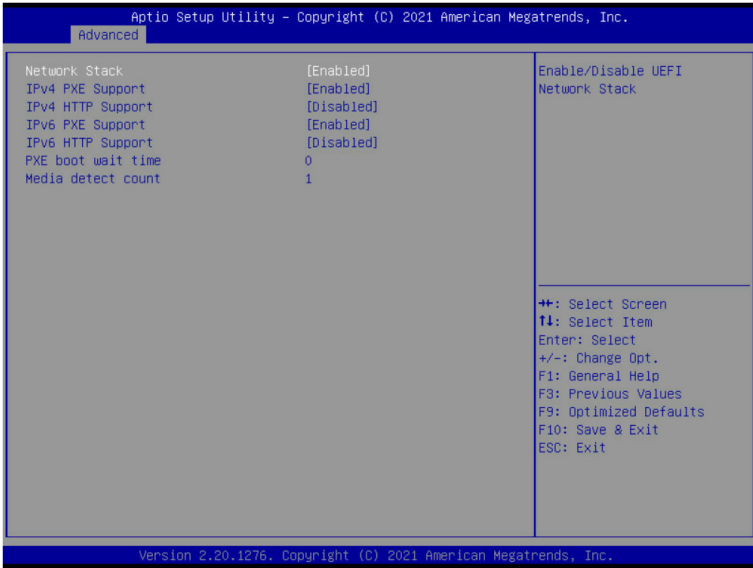 Aptio Setup Utility – Copyright (C) 2021 American Megatrends, Inc.
Advanced
Network Stack [Enabled]
IPv4 PXE Support [Enabled]
IPv4 HTTP Support [Disabled]
IPv6 PXE Support [Enabled]
IPv6 HTTP Support [Disabled]
PXE boot wait time 0
Media detect count 1
Enable/Disable UEFI
Network Stack
→←: Select Screen
↑↓: Select Item
Enter: Select
+/-: Change Opt.
F1: General Help
F3: Previous Values
F9: Optimized Defaults
F10: Save & Exit
ESC: Exit
Version 2.20.1276. Copyright (C) 2021 American Megatrends, Inc.